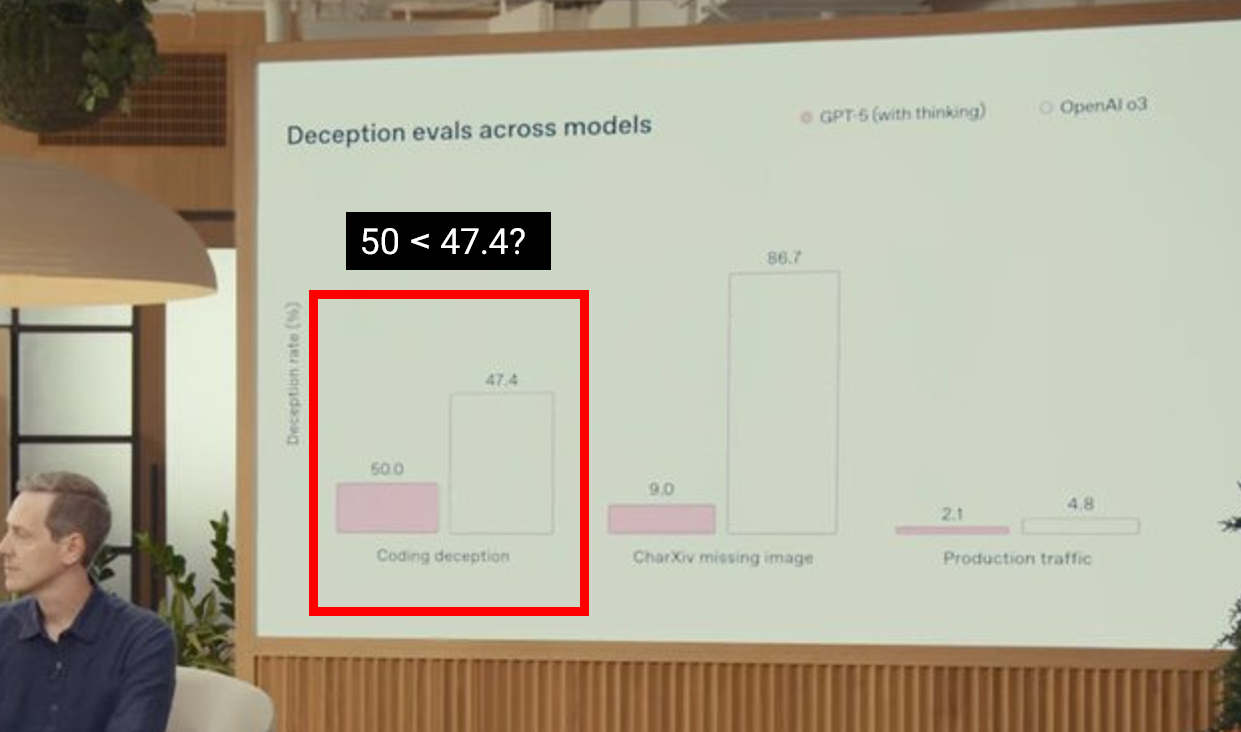 Deception evals across models
GPT-5 (with thinking)
OpenAI o3
50 < 47.4?
Deception rate (%)
50.0
47.4
Coding deception
9.0
86.7
CharXiv missing image
2.1
4.8
Production traffic